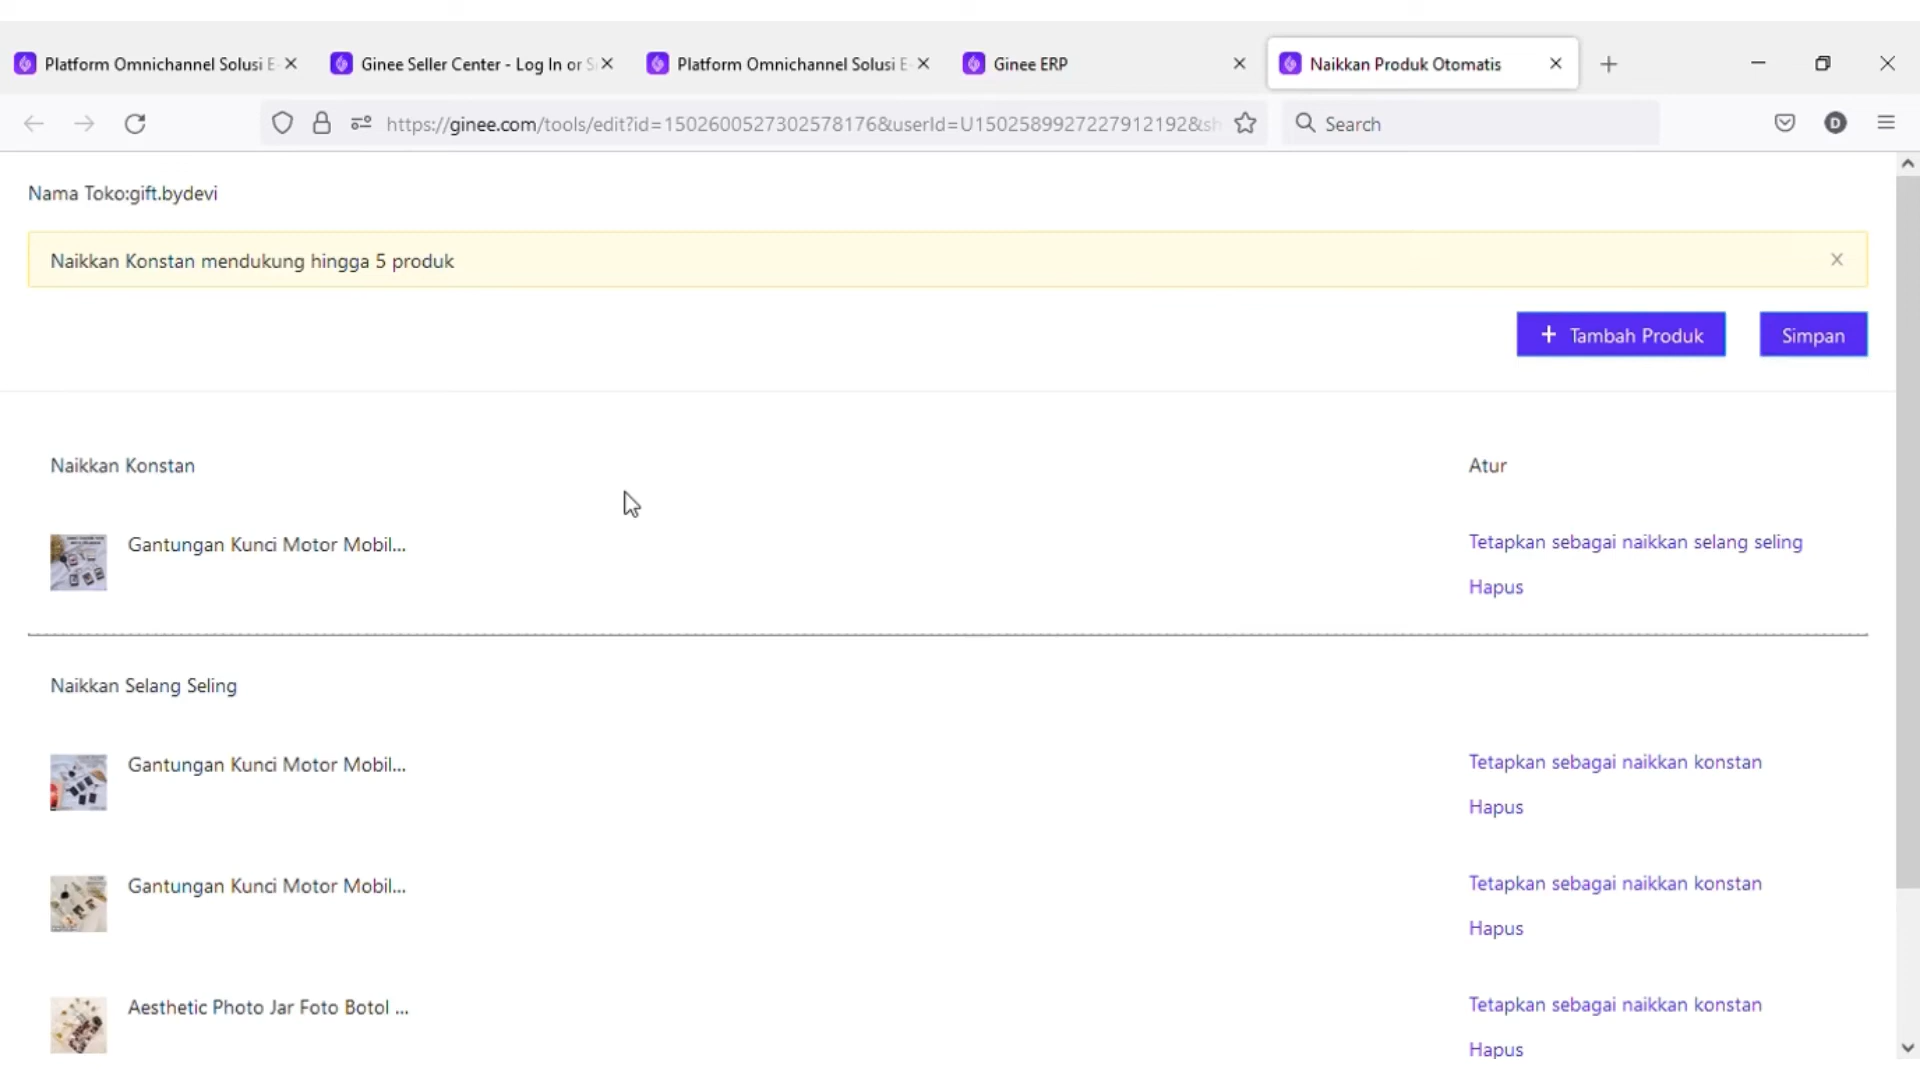 Platform Omnichannel Solusi E
Ginee Seller Center - Log In or S
Platform Omnichannel Solusi E
Ginee ERP
Naikkan Produk Otomatis
https://ginee.com/tools/edit?id=1502600527302578176&userId=U1502589927227912192&sh
Search
D
Nama Toko:gift.bydevi
Naikkan Konstan mendukung hingga 5 produk
+ Tambah Produk
Simpan
Naikkan Konstan
Atur
Gantungan Kunci Motor Mobil...
Tetapkan sebagai naikkan selang seling
Hapus
Naikkan Selang Seling
Gantungan Kunci Motor Mobil...
Tetapkan sebagai naikkan konstan
Hapus
Gantungan Kunci Motor Mobil...
Tetapkan sebagai naikkan konstan
Hapus
Aesthetic Photo Jar Foto Botol ...
Tetapkan sebagai naikkan konstan
Hapus